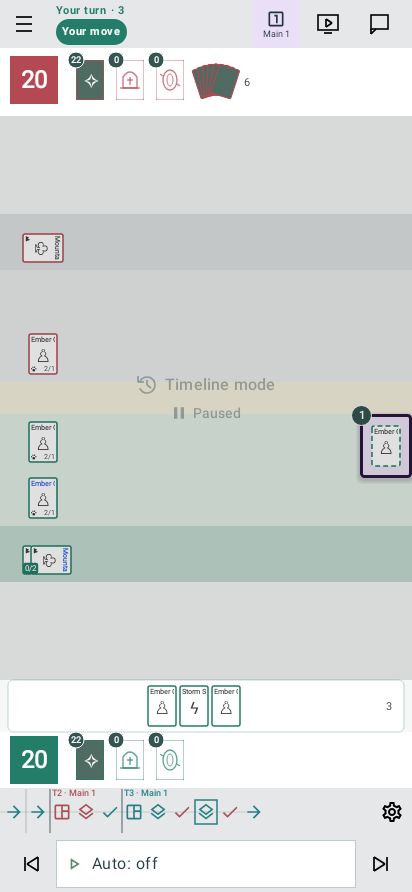 Your turn · 3
Your move
1
Main 1
20
22
0
0
6
Mounta
Ember
2/1
Timeline mode
Paused
1
Ember
Ember
2/1
Ember
2/1
0/2
Mounta
Ember
Storm S
Ember
3
20
22
0
0
T2 · Main 1
T3 · Main 1
Auto: off